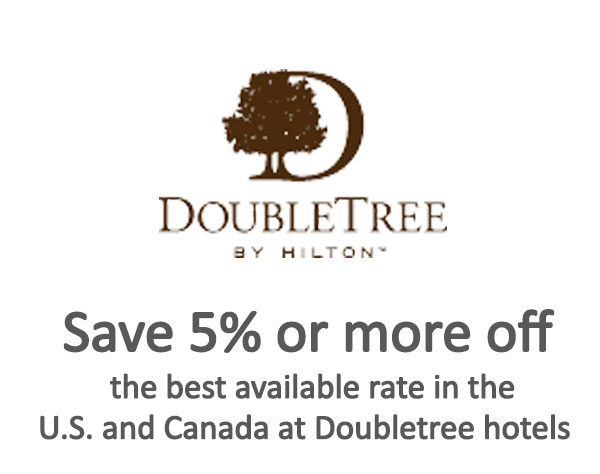 D
DOUBLETREE
BY HILTON™
Save 5% or more off
the best available rate in the
U.S. and Canada at Doubletree hotels